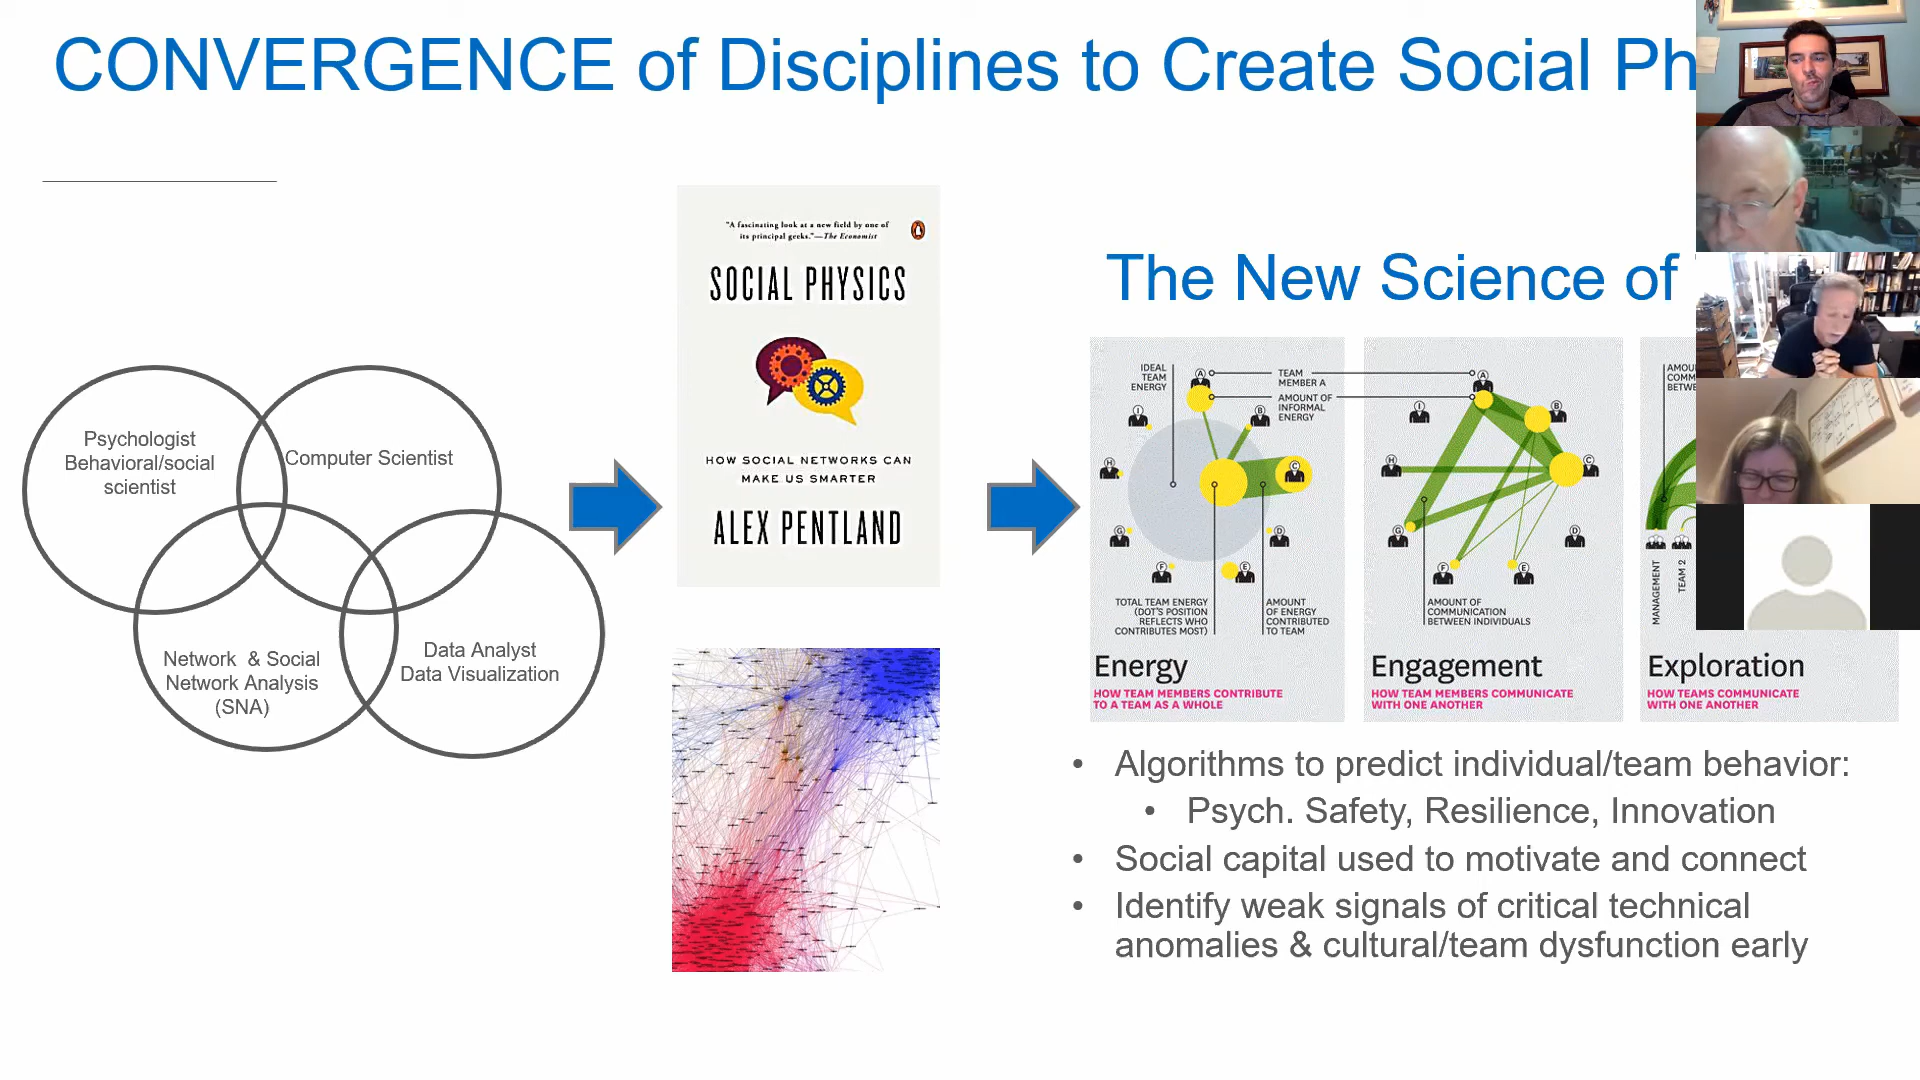 CONVERGENCE of Disciplines to Create Social Ph
"A fascinating look at a new field by one of
its principal geeks."—The Economist
SOCIAL PHYSICS
HOW SOCIAL NETWORKS CAN
MAKE US SMARTER
ALEX PENTLAND
Psychologist
Behavioral/social
scientist
Computer Scientist
Network & Social
Network Analysis
(SNA)
Data Analyst
Data Visualization
The New Science of
IDEAL
TEAM
ENERGY
TEAM
MEMBER A
AMOUNT OF
INFORMAL
ENERGY
A
B
C
D
E
F
G
H
I
TOTAL TEAM ENERGY
(DOT'S POSITION
REFLECTS WHO
CONTRIBUTES MOST)
AMOUNT
OF ENERGY
CONTRIBUTED
TO TEAM
Energy
HOW TEAM MEMBERS CONTRIBUTE
TO A TEAM AS A WHOLE
A
B
C
D
E
F
G
H
I
AMOUNT OF
COMMUNICATION
BETWEEN INDIVIDUALS
Engagement
HOW TEAM MEMBERS COMMUNICATE
WITH ONE ANOTHER
AMOU
COMM
BETWE
MANAGEMENT
TEAM 2
Exploration
HOW TEAMS COMMUNICATE
WITH ONE ANOTHER
• Algorithms to predict individual/team behavior:
• Psych. Safety, Resilience, Innovation
• Social capital used to motivate and connect
• Identify weak signals of critical technical
anomalies & cultural/team dysfunction early